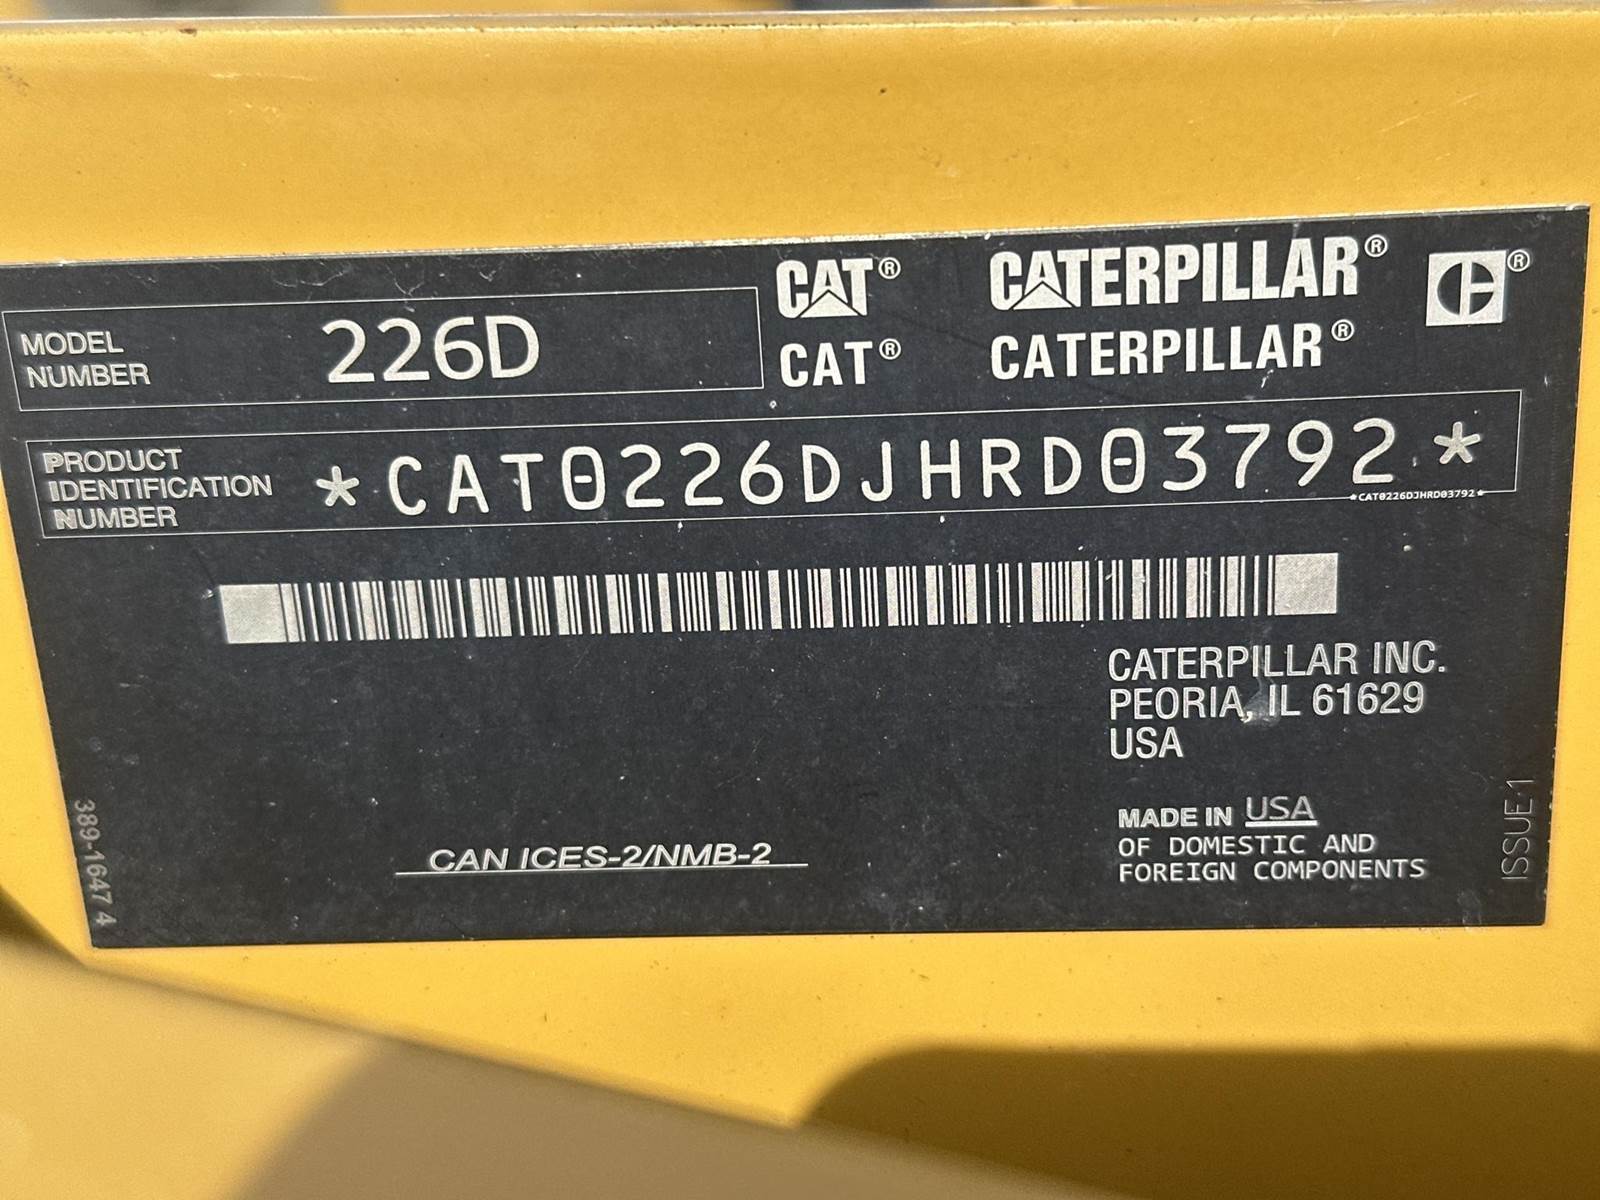 MODEL NUMBER 226D
CAT® CATERPILLAR® C®
CAT® CATERPILLAR®
PRODUCT IDENTIFICATION NUMBER *CAT0226DJHRD03792*
*CAT0226DJHRD03792*
CATERPILLAR INC.
PEORIA, IL 61629
USA
MADE IN USA
OF DOMESTIC AND
FOREIGN COMPONENTS
CAN ICES-2/NMB-2
389-1647 4
ISSUE-1